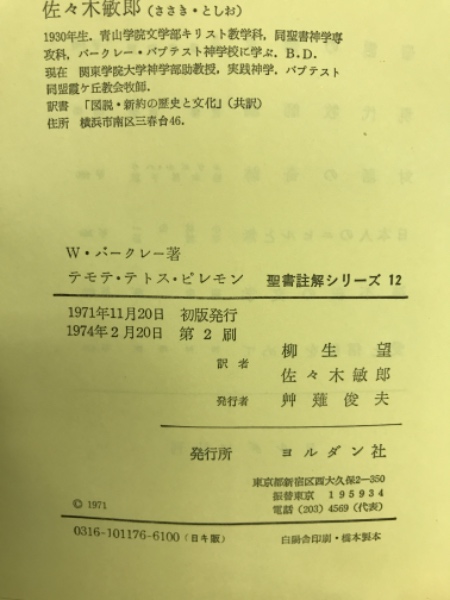 佐々木敏郎(ささき・としお)
1930年生.青山学院文学部キリスト教学科,同聖書神学専
攻科,バークレー・バプテスト神学校に学ぶ.B.D.
現在 関東学院大学神学部助教授,実践神学.バプテスト
同盟霞ケ丘教会牧師.
訳書 「図説・新約の歴史と文化」(共訳)
住所 横浜市南区三春台46.
W・バークレー著
テモテ・テトス・ピレモン 聖書註解シリーズ 12
1971年11月20日 初版発行
1974年2月20日 第2刷
訳者 柳生望
佐々木敏郎
発行者 艸薙俊夫
発行所 ヨルダン社
東京都新宿区西大久保2―350
振替東京 195934
電話(203)4569(代表)
© 1971
0316-101176-6100(日キ販)
白陽舎印刷・橋本製本